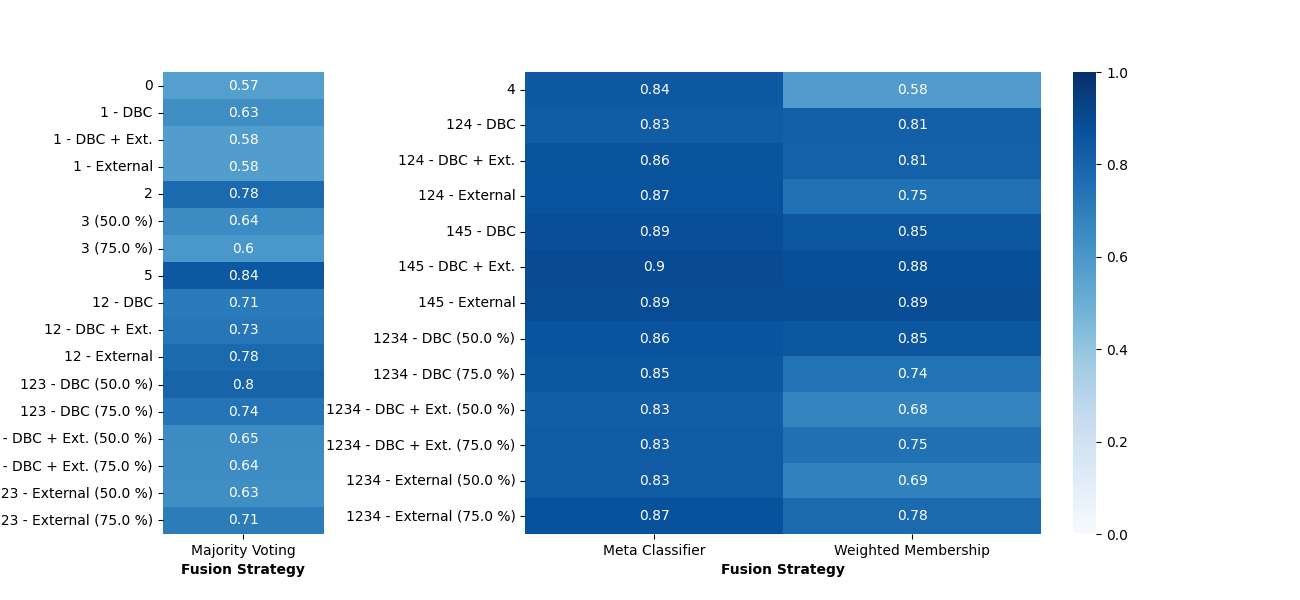 0 0.57
1 - DBC 0.63
1 - DBC + Ext. 0.58
1 - External 0.58
2 0.78
3 (50.0 %) 0.64
3 (75.0 %) 0.6
5 0.84
12 - DBC 0.71
12 - DBC + Ext. 0.73
12 - External 0.78
123 - DBC (50.0 %) 0.8
123 - DBC (75.0 %) 0.74
- DBC + Ext. (50.0 %) 0.65
- DBC + Ext. (75.0 %) 0.64
23 - External (50.0 %) 0.63
23 - External (75.0 %) 0.71
Majority Voting
Fusion Strategy
4 0.84 0.58
124 - DBC 0.83 0.81
124 - DBC + Ext. 0.86 0.81
124 - External 0.87 0.75
145 - DBC 0.89 0.85
145 - DBC + Ext. 0.9 0.88
145 - External 0.89 0.89
1234 - DBC (50.0 %) 0.86 0.85
1234 - DBC (75.0 %) 0.85 0.74
1234 - DBC + Ext. (50.0 %) 0.83 0.68
1234 - DBC + Ext. (75.0 %) 0.83 0.75
1234 - External (50.0 %) 0.83 0.69
1234 - External (75.0 %) 0.87 0.78
Meta Classifier Weighted Membership
Fusion Strategy
1.0
0.8
0.6
0.4
0.2
0.0